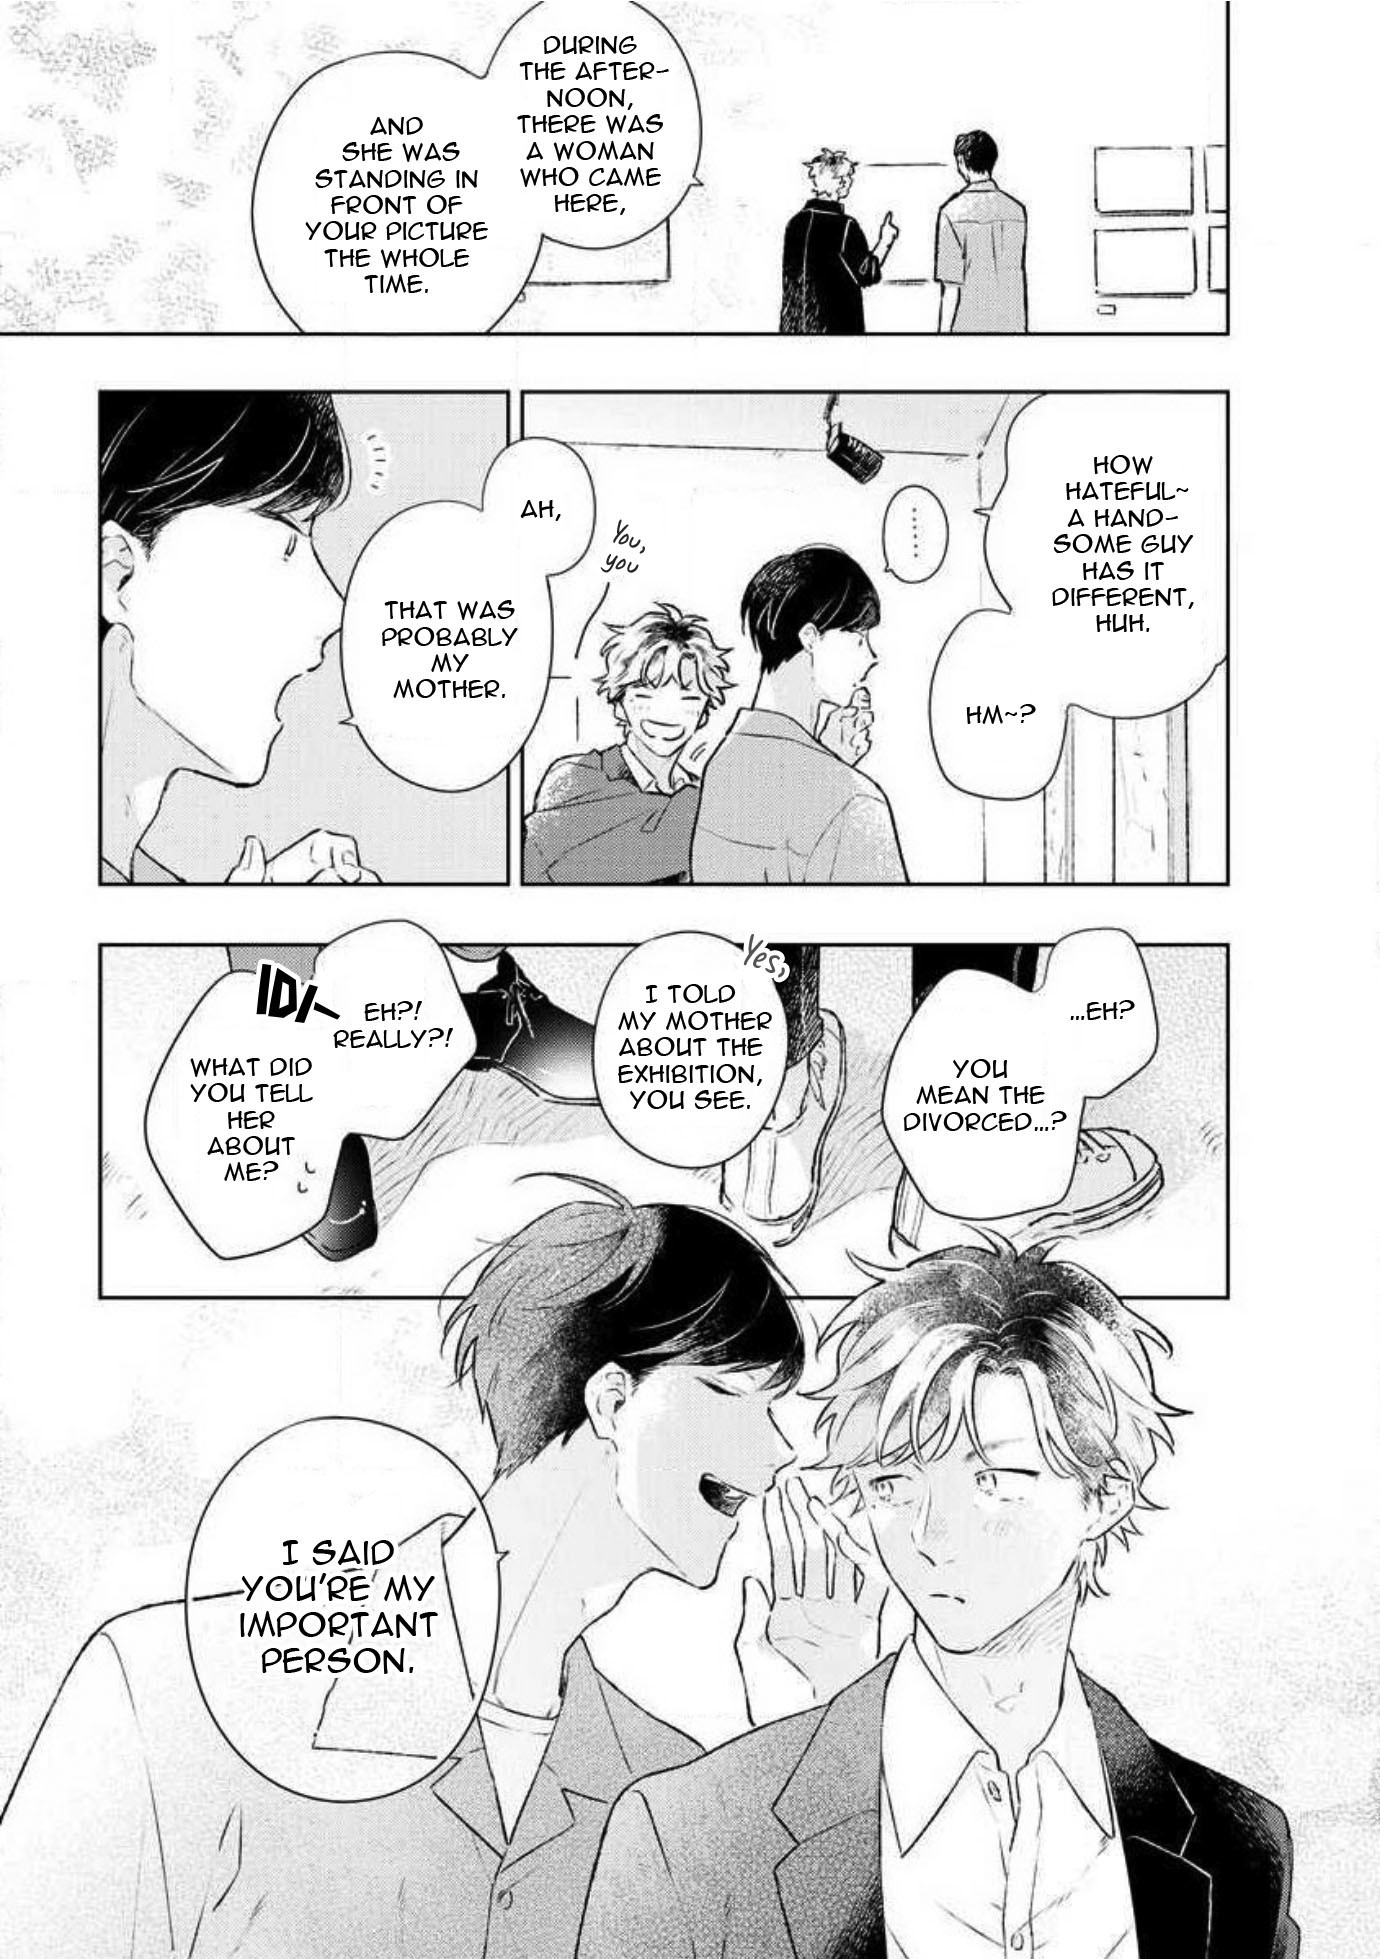 DURING
THE AFTER-
NOON,
THERE WAS
A WOMAN
WHO CAME
HERE,
AND
SHE WAS
STANDING IN
FRONT OF
YOUR PICTURE
THE WHOLE
TIME.
HOW
HATEFUL~
A HAND-
SOME GUY
HAS IT
DIFFERENT,
HUH.
HM~?
......
You,
you
AH,
THAT WAS
PROBABLY
MY
MOTHER.
...EH?
YOU
MEAN THE
DIVORCED...?
Yes,
I TOLD
MY MOTHER
ABOUT THE
EXHIBITION,
YOU SEE.
EH?!
REALLY?!
WHAT DID
YOU TELL
HER
ABOUT
ME?
I SAID
YOU'RE MY
IMPORTANT
PERSON.